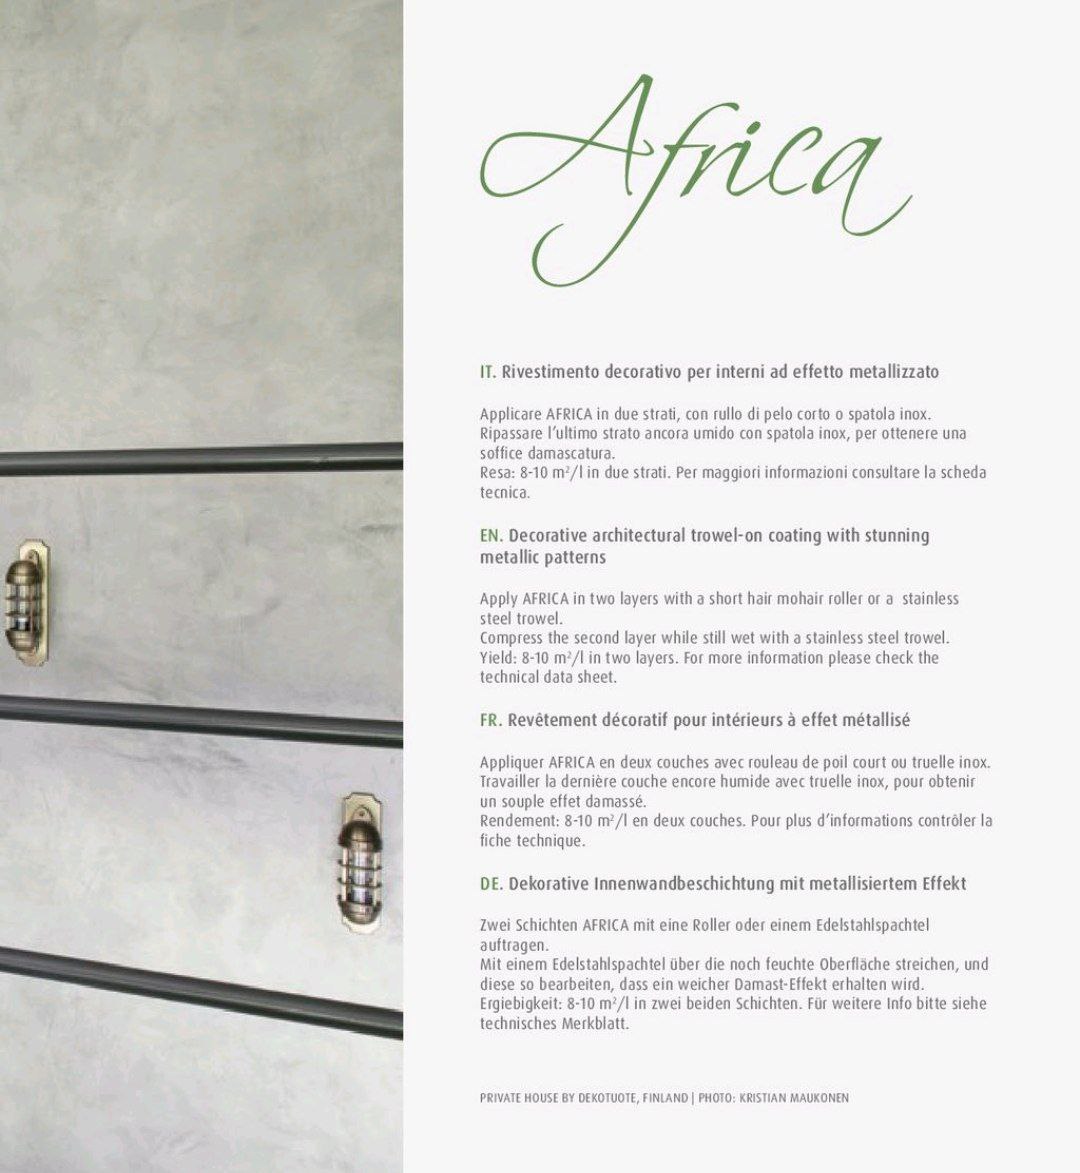 Africa
IT. Rivestimento decorativo per interni ad effetto metallizzato
Applicare AFRICA in due strati, con rullo di pelo corto o spatola inox.
Ripassare l'ultimo strato ancora umido con spatola inox, per ottenere una
soffice damascatura.
Resa: 8-10 m²/l in due strati. Per maggiori informazioni consultare la scheda
tecnica.
EN. Decorative architectural trowel-on coating with stunning
metallic patterns
Apply AFRICA in two layers with a short hair mohair roller or a stainless
steel trowel.
Compress the second layer while still wet with a stainless steel trowel.
Yield: 8-10 m²/l in two layers. For more information please check the
technical data sheet.
FR. Revêtement décoratif pour intérieurs à effet métallisé
Appliquer AFRICA en deux couches avec rouleau de poil court ou truelle inox.
Travailler la dernière couche encore humide avec truelle inox, pour obtenir
un souple effet damassé.
Rendement: 8-10 m²/l en deux couches. Pour plus d'informations contrôler la
fiche technique.
DE. Dekorative Innenwandbeschichtung mit metallisiertem Effekt
Zwei Schichten AFRICA mit eine Roller oder einem Edelstahlspachtel
auftragen.
Mit einem Edelstahlspachtel über die noch feuchte Oberfläche streichen, und
diese so bearbeiten, dass ein weicher Damast-Effekt erhalten wird.
Ergiebigkeit: 8-10 m²/l in zwei beiden Schichten. Für weitere Info bitte siehe
technisches Merkblatt.
PRIVATE HOUSE BY DEKOTUOTE, FINLAND | PHOTO: KRISTIAN MAUKONEN